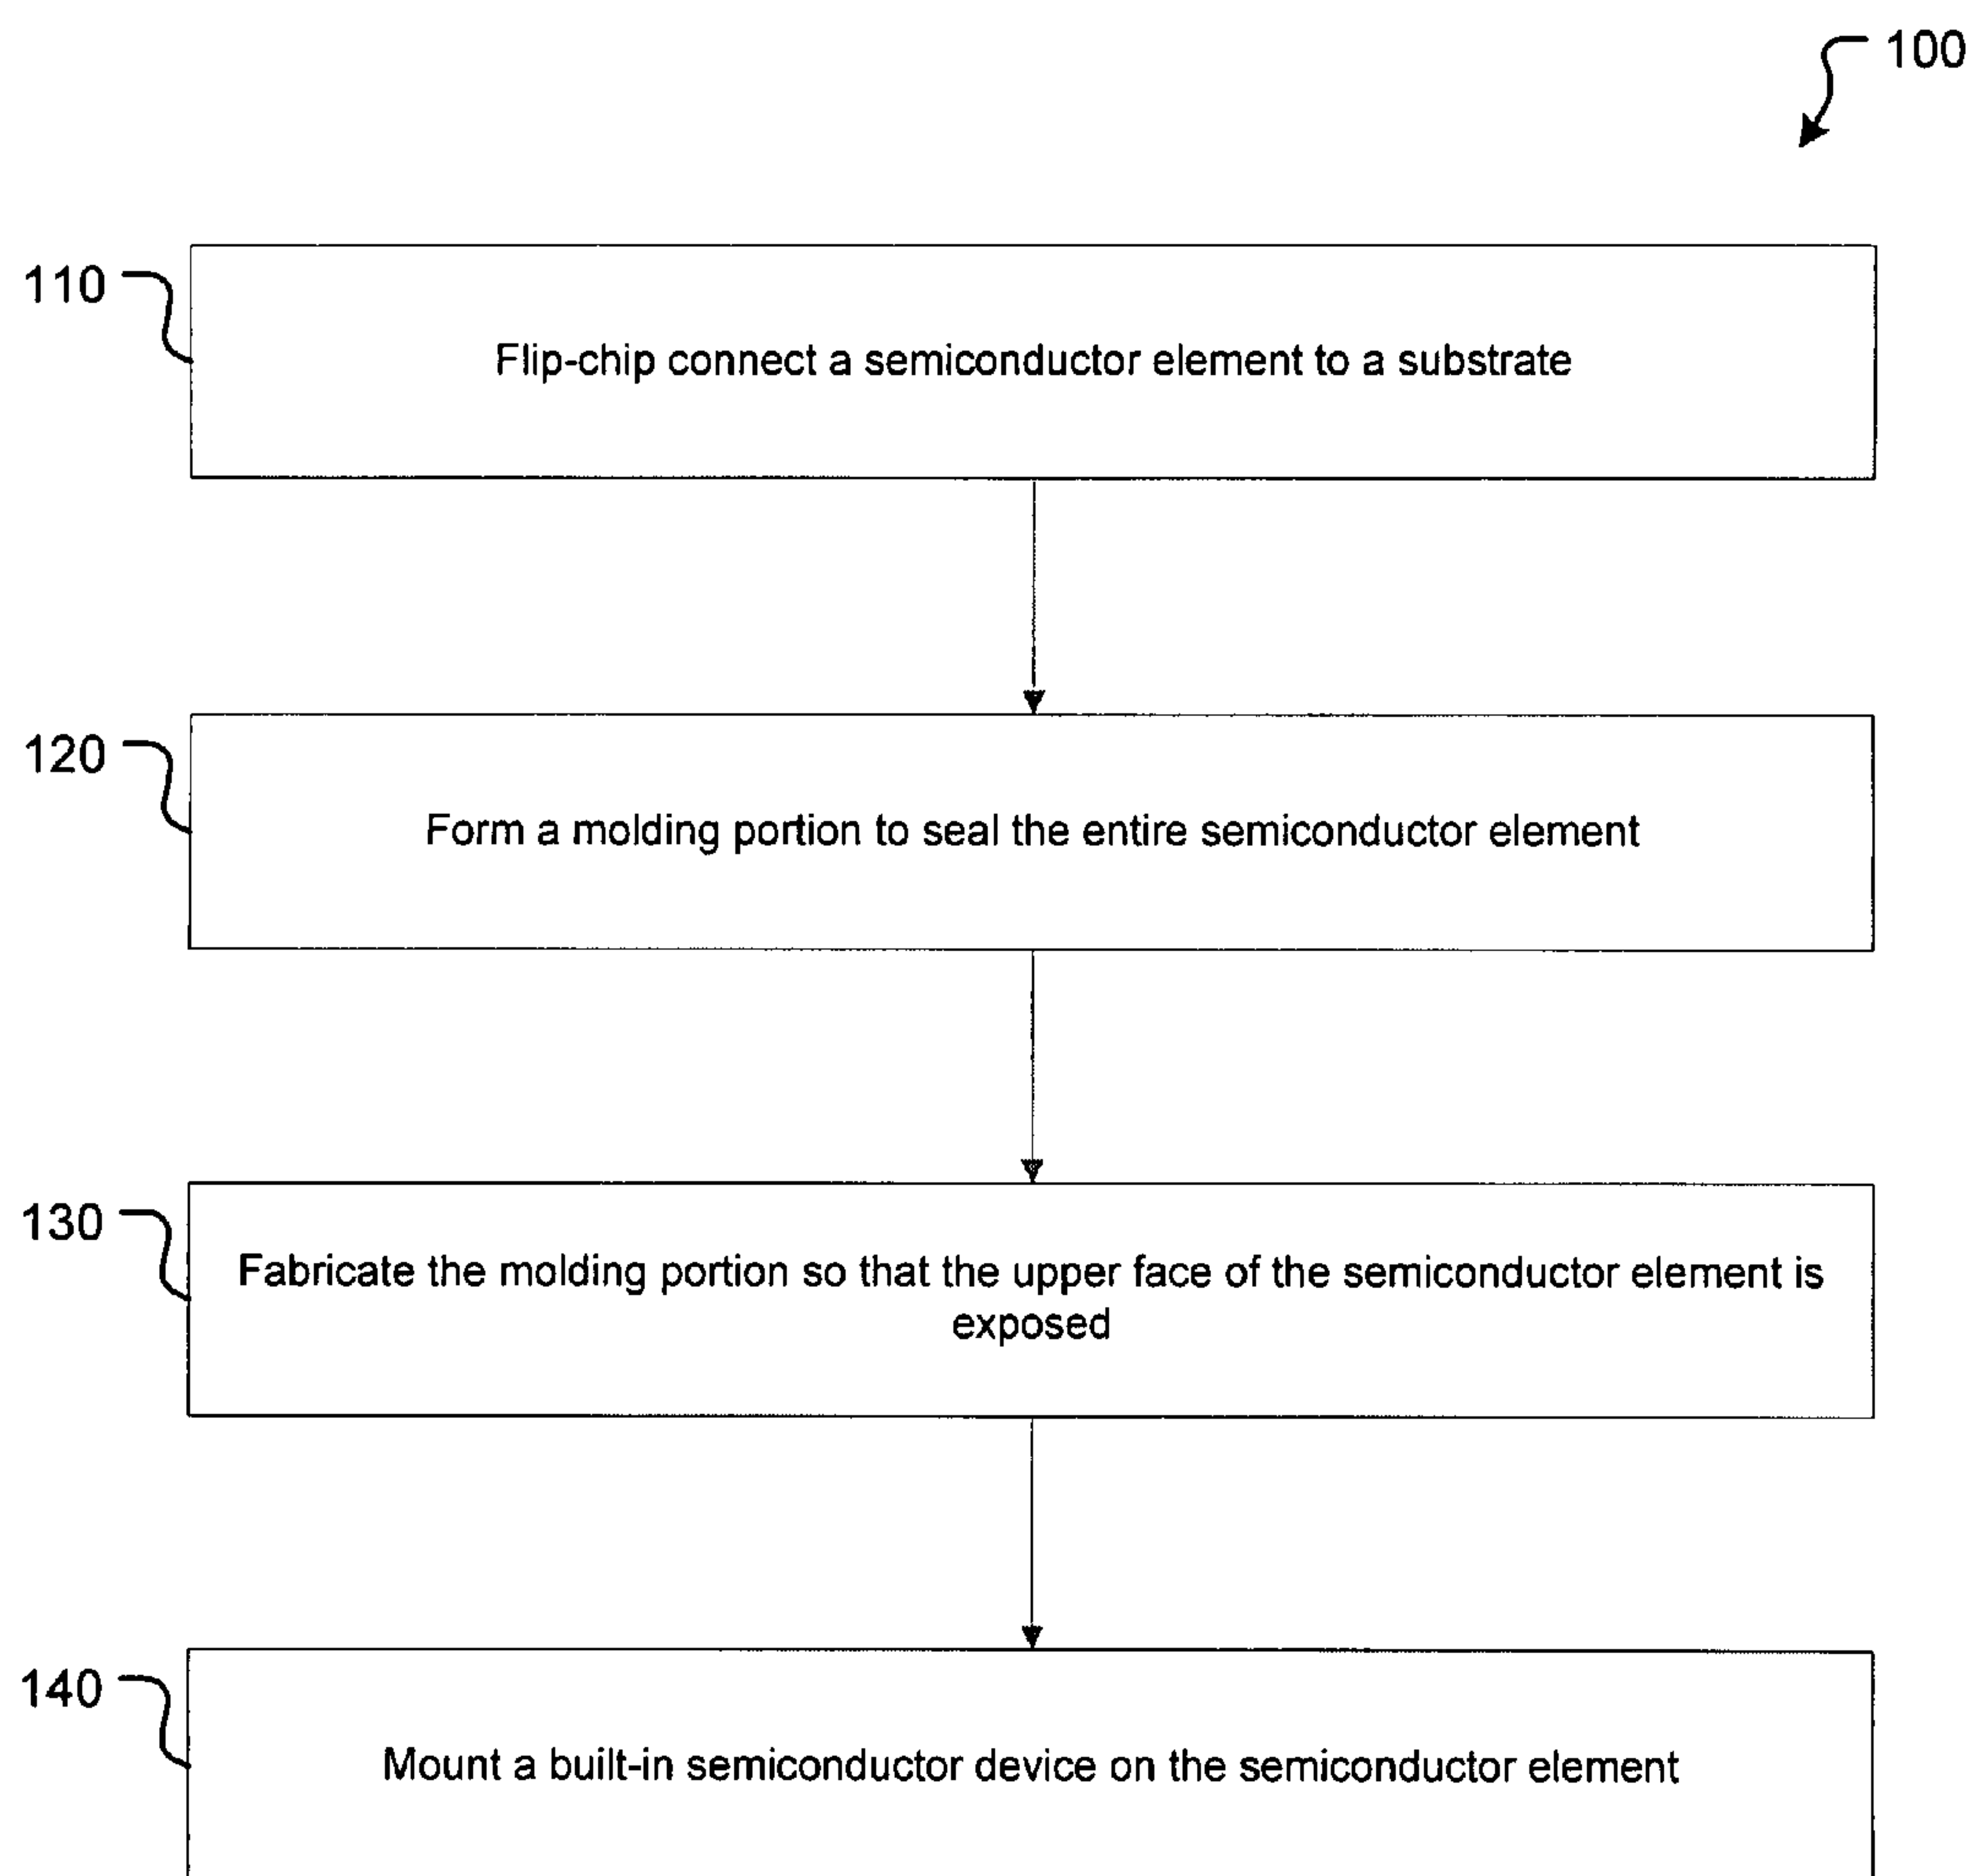 100
110
Flip-chip connect a semiconductor element to a substrate
120
Form a molding portion to seal the entire semiconductor element
130
Fabricate the molding portion so that the upper face of the semiconductor element is
exposed
140
Mount a built-in semiconductor device on the semiconductor element